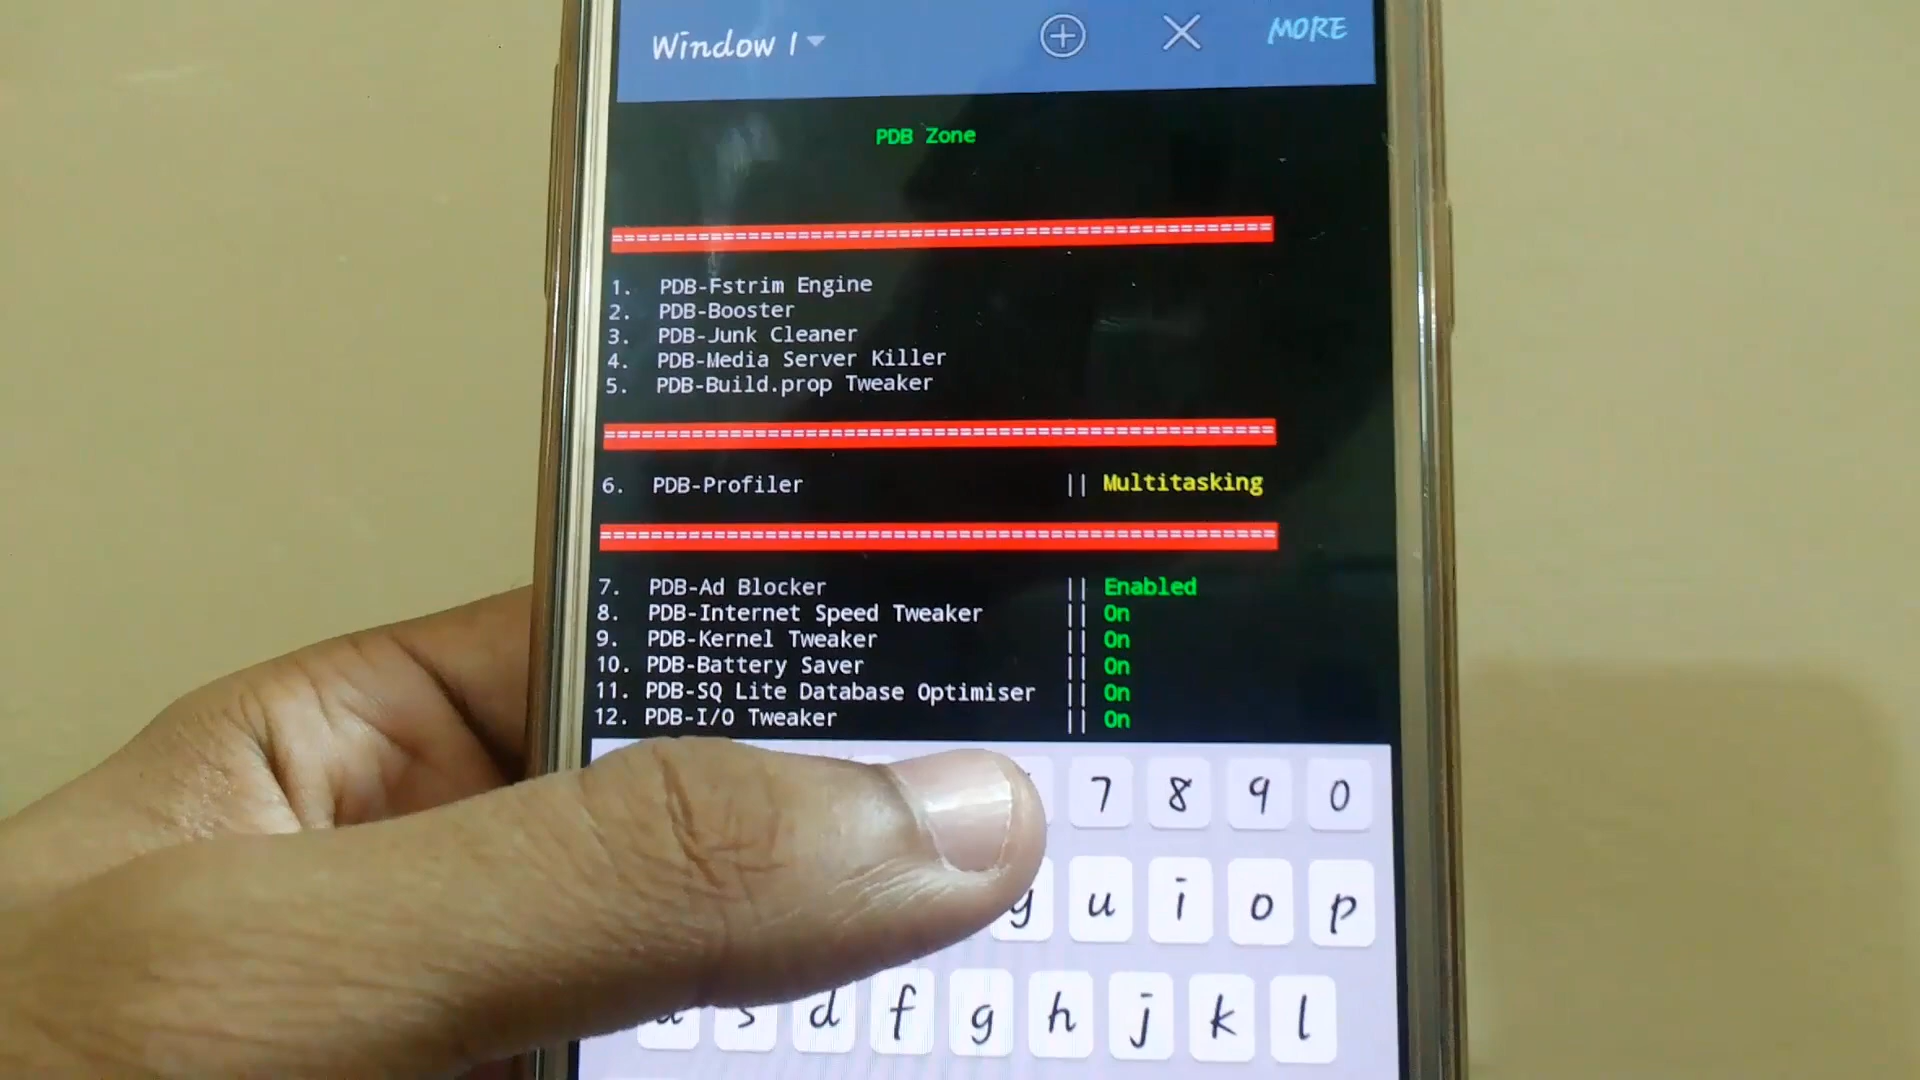 Window 1
MORE
PDB Zone
======================================================
1. PDB-Fstrim Engine
2. PDB-Booster
3. PDB-Junk Cleaner
4. PDB-Media Server Killer
5. PDB-Build.prop Tweaker
======================================================
6. PDB-Profiler || Multitasking
======================================================
7. PDB-Ad Blocker || Enabled
8. PDB-Internet Speed Tweaker || On
9. PDB-Kernel Tweaker || On
10. PDB-Battery Saver || On
11. PDB-SQ Lite Database Optimiser || On
12. PDB-I/O Tweaker || On
7 8 9 0
y u i o p
a s d f g h j k l